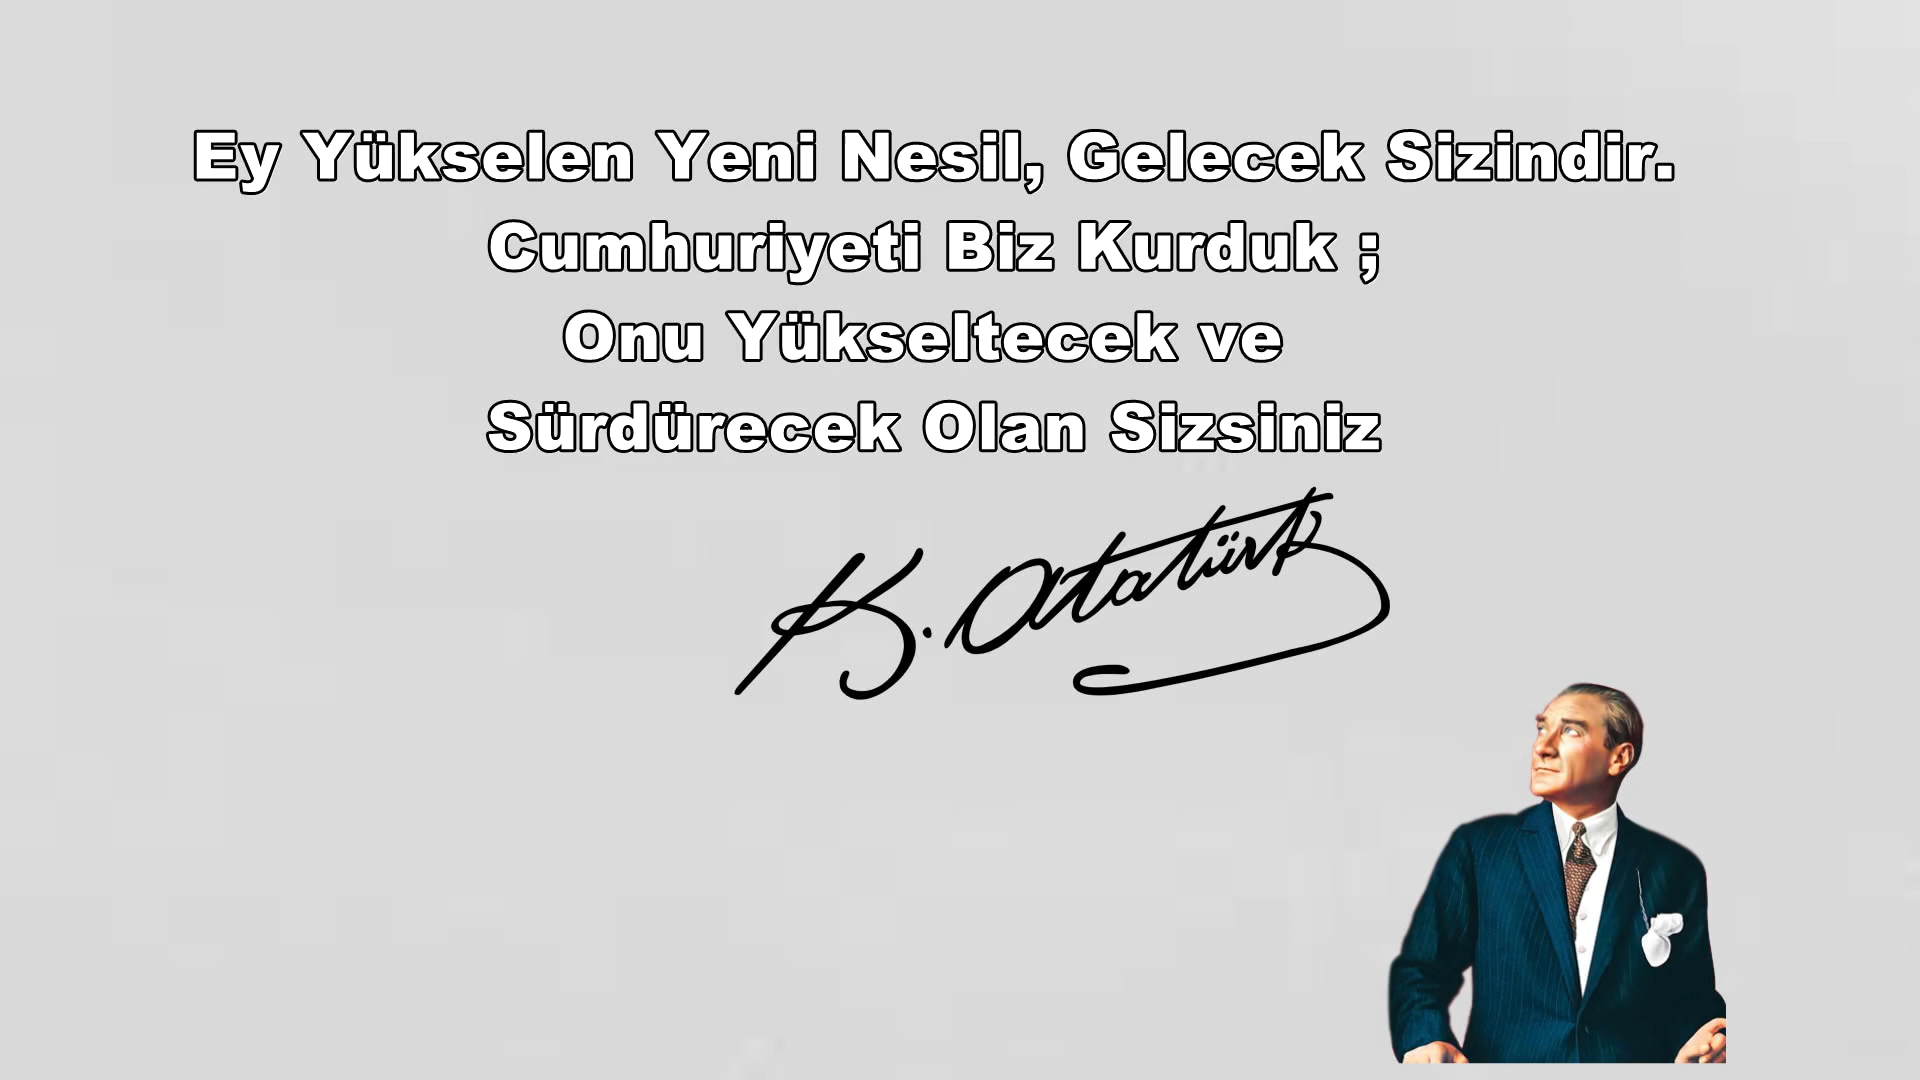 Ey Yükselen Yeni Nesil, Gelecek Sizindir.
Cumhuriyeti Biz Kurduk ;
Onu Yükseltecek ve
Sürdürecek Olan Sizsiniz
K. Atatürk